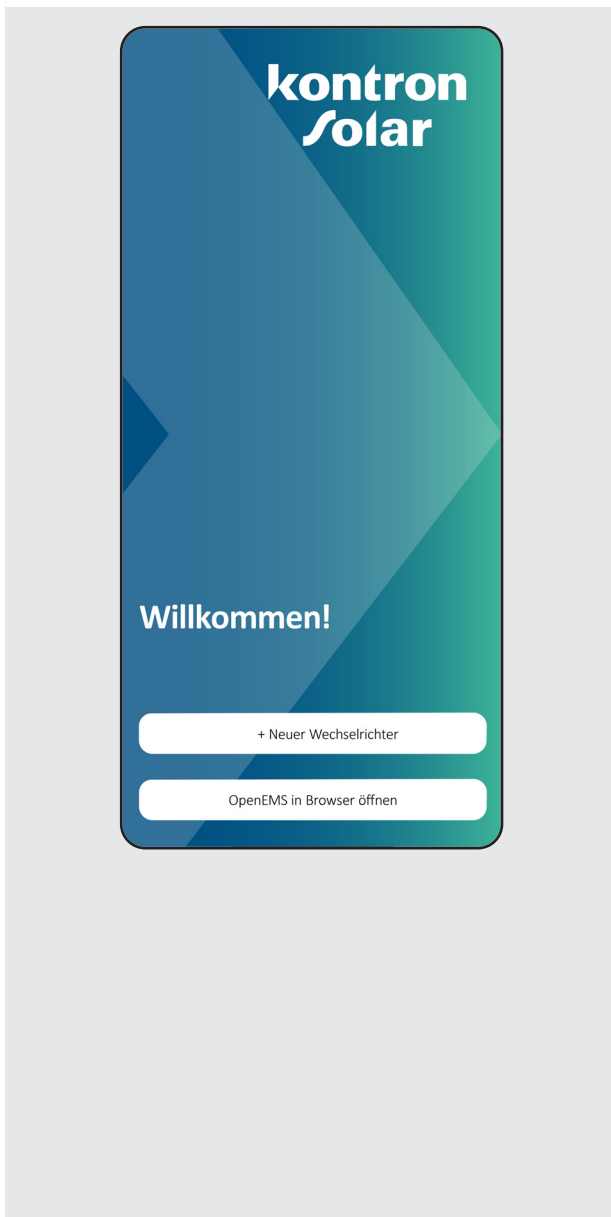 kontron
Solar
Willkommen!
+ Neuer Wechselrichter
OpenEMS in Browser öffnen